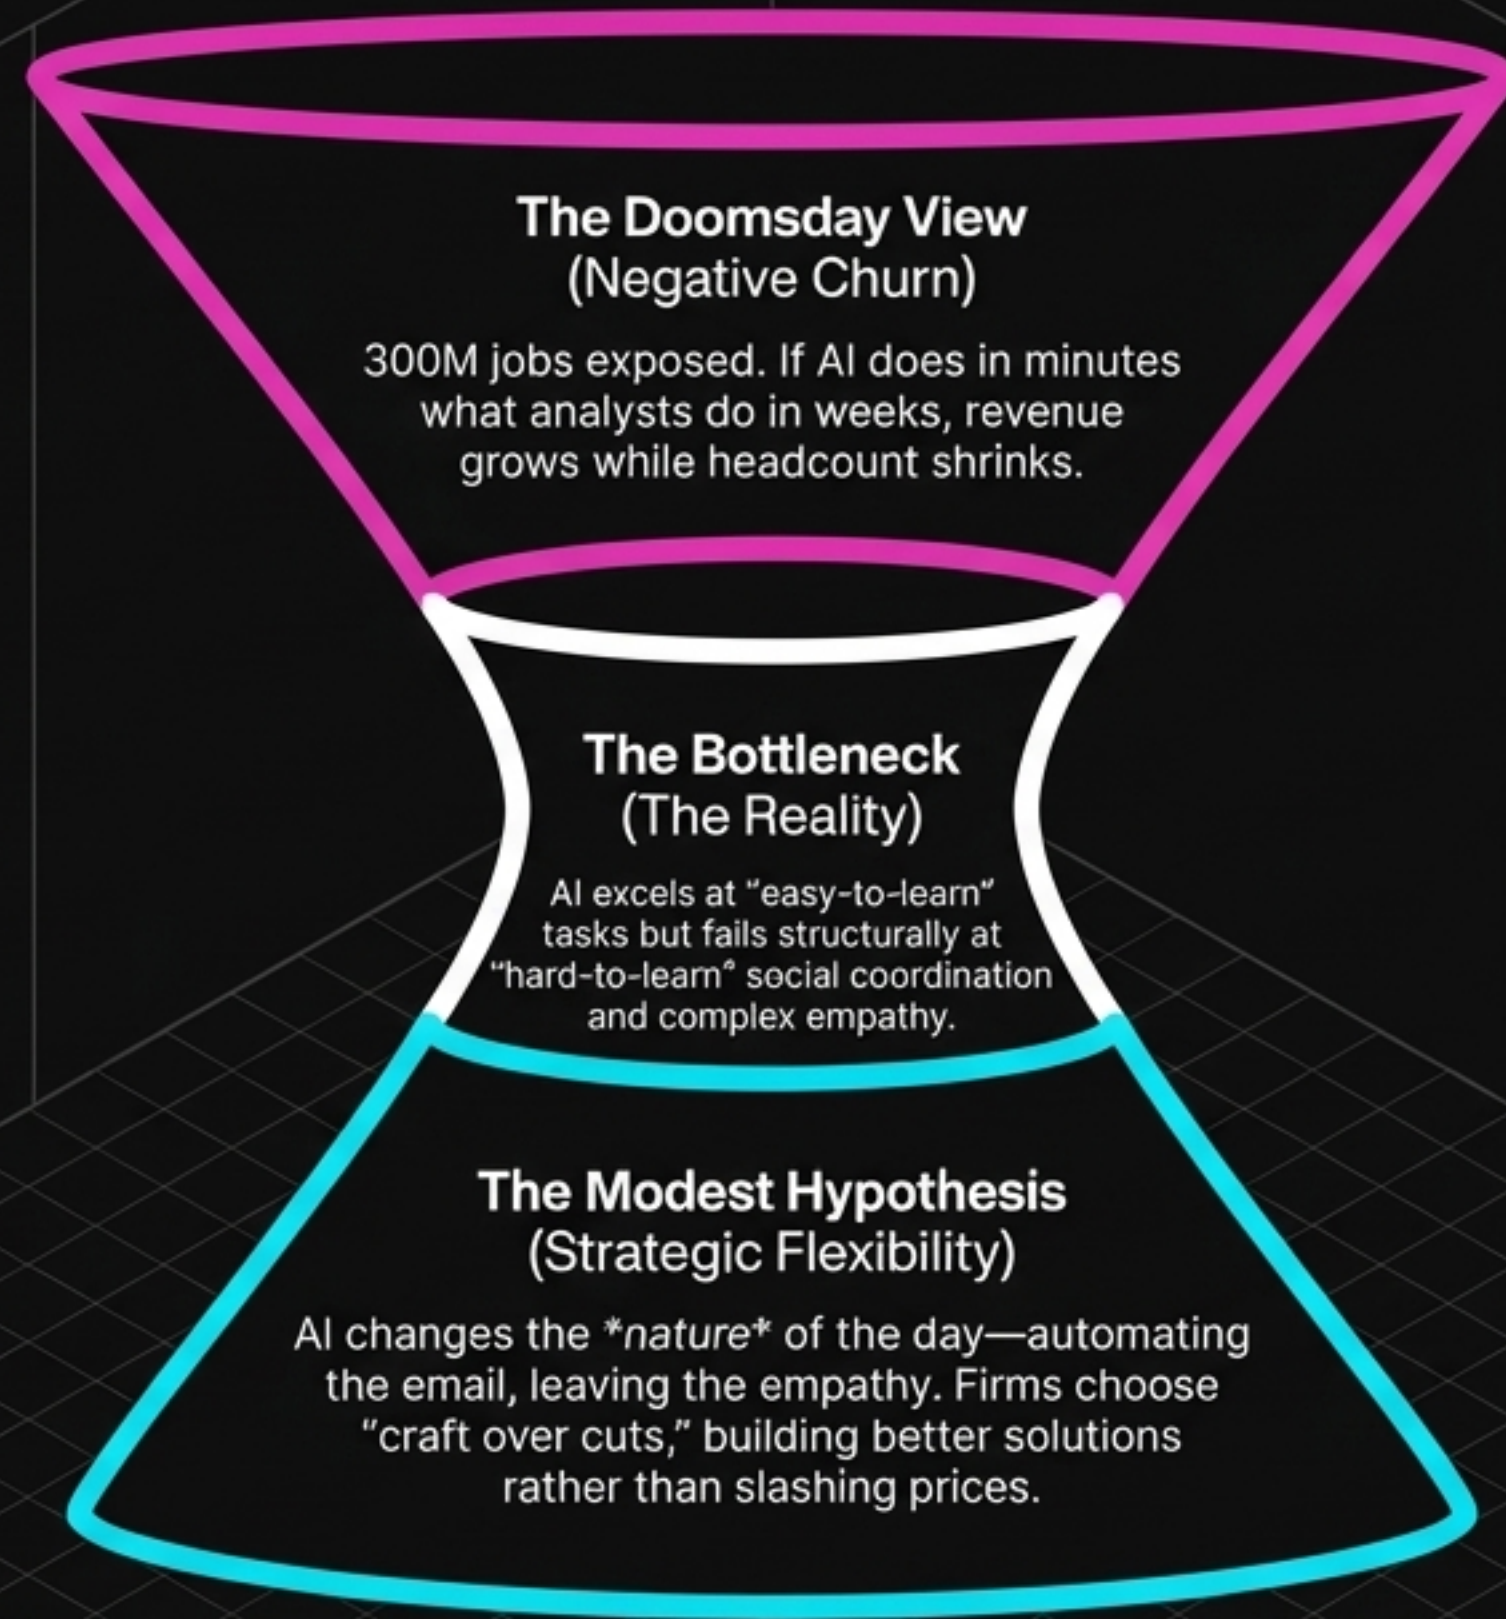 The Doomsday View
(Negative Churn)
300M jobs exposed. If AI does in minutes
what analysts do in weeks, revenue
grows while headcount shrinks.
The Bottleneck
(The Reality)
AI excels at “easy-to-learn”
tasks but fails structurally at
“hard-to-learn” social coordination
and complex empathy.
The Modest Hypothesis
(Strategic Flexibility)
AI changes the *nature* of the day—automating
the email, leaving the empathy. Firms choose
“craft over cuts,” building better solutions
rather than slashing prices.